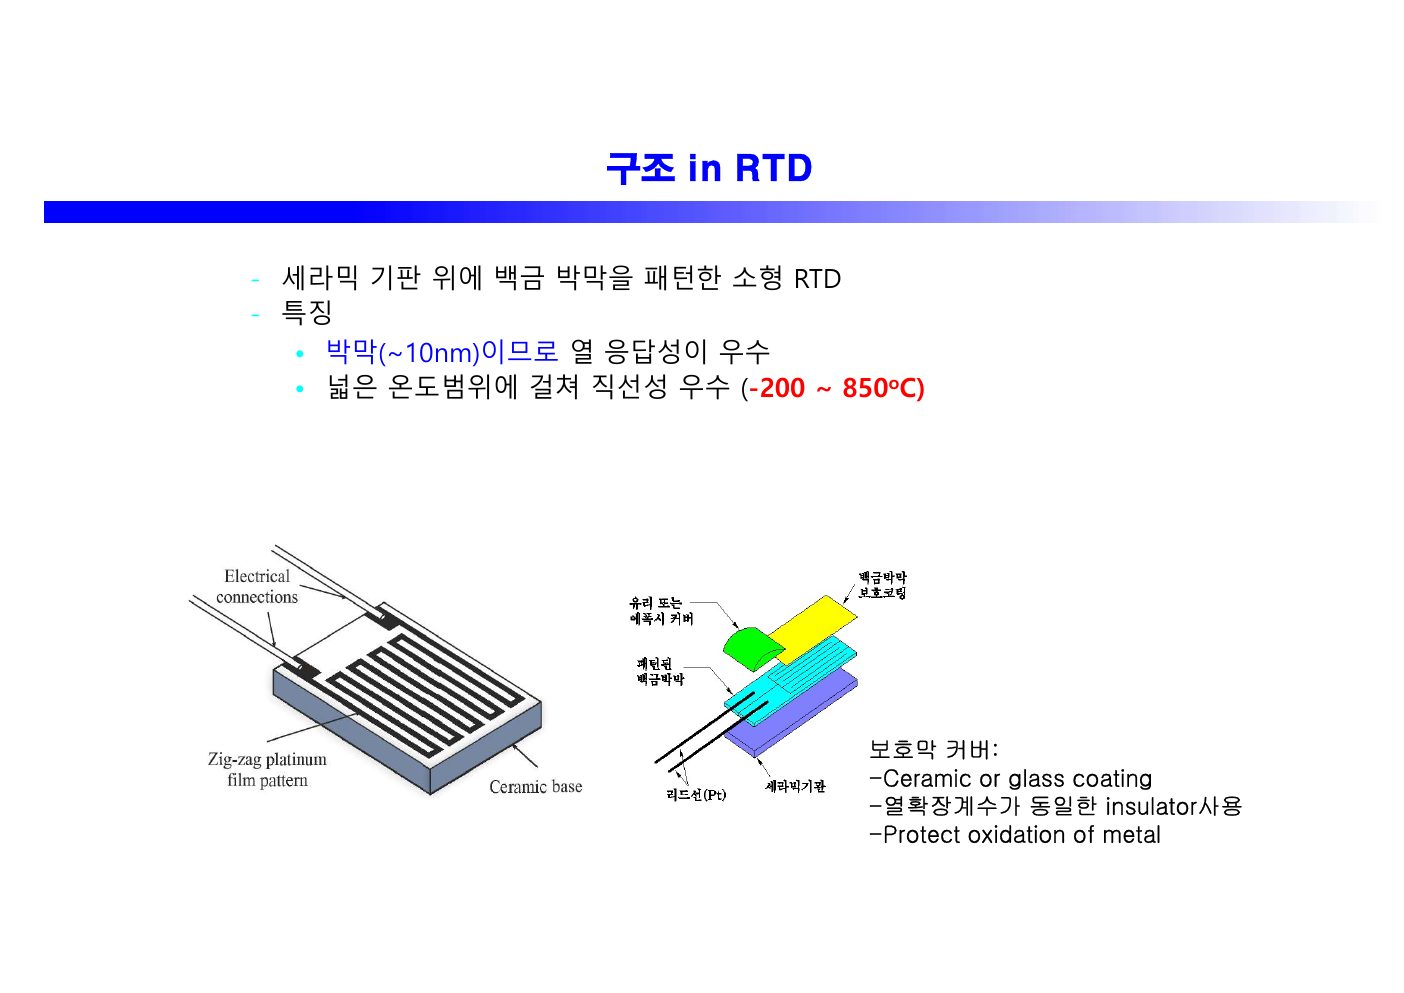 구조 in RTD
- 세라믹 기판 위에 백금 박막을 패턴한 소형 RTD
- 특징
• 박막(~10nm)이므로 열 응답성이 우수
• 넓은 온도범위에 걸쳐 직선성 우수 (-200 ~ 850ºC)
Electrical
connections
Zig-zag platinum
film pattern
Ceramic base
백금박막
보호코팅
유리 또는
에폭시 커버
패턴된
백금박막
리드선(Pt)
세라믹기판
보호막 커버:
-Ceramic or glass coating
-열확장계수가 동일한 insulator사용
-Protect oxidation of metal